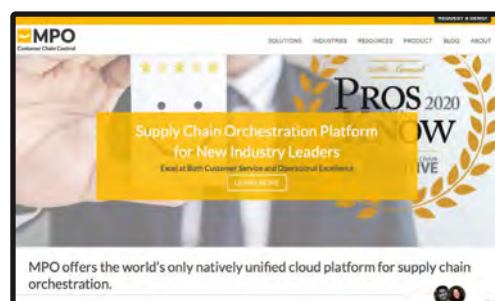 REQUEST A DEMO
MPO
Customer Chain Control
SOLUTIONS INDUSTRIES RESOURCES PRODUCT BLOG ABOUT
Annual
PROS 2020
Supply Chain Orchestration Platform
for New Industry Leaders
Excel at Both Customer Service and Operational Excellence
LEARN MORE
MPO offers the world's only natively unified cloud platform for supply chain
orchestration.